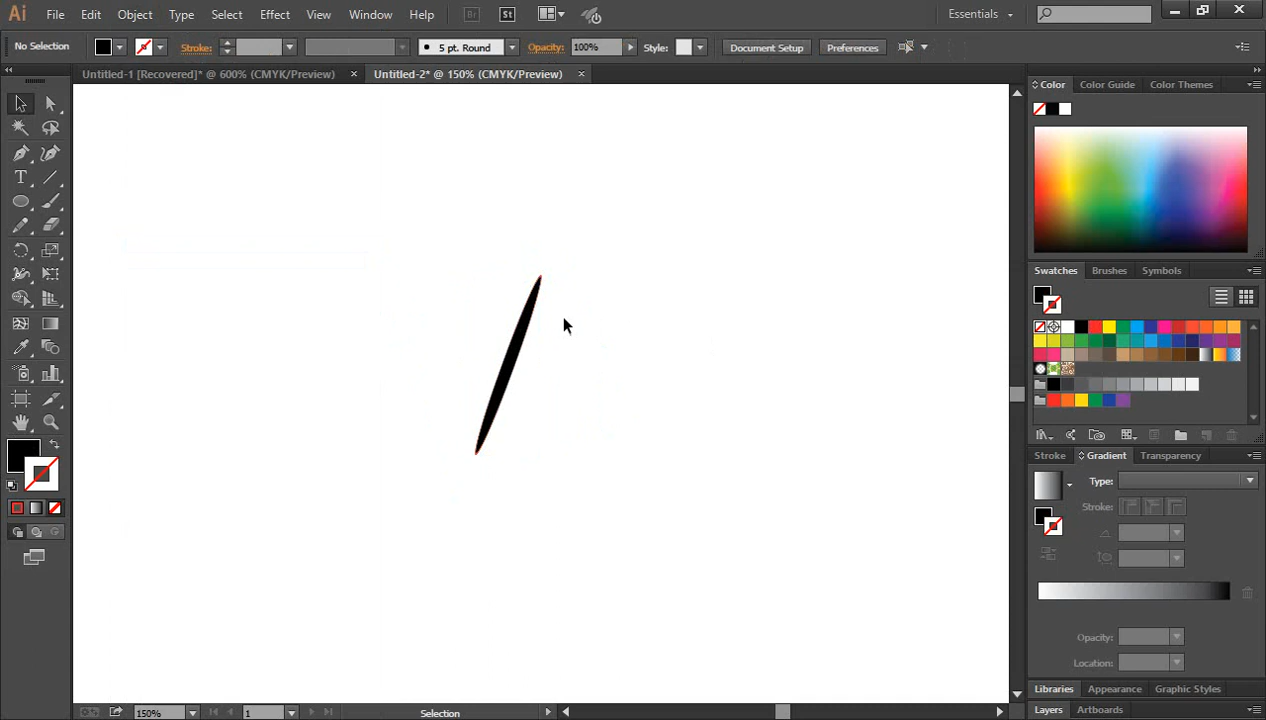 Ai File Edit Object Type Select Effect View Window Help Br St Essentials
No Selection Stroke: 5 pt. Round Opacity: 100% Style: Document Setup Preferences
Untitled-1 [Recovered]* @ 600% (CMYK/Preview) Untitled-2* @ 150% (CMYK/Preview)
Color Color Guide Color Themes
T
Swatches Brushes Symbols
Stroke Gradient Transparency
Type:
Stroke:
Opacity:
Location:
Libraries Appearance Graphic Styles
Layers Artboards
150% 1 Selection